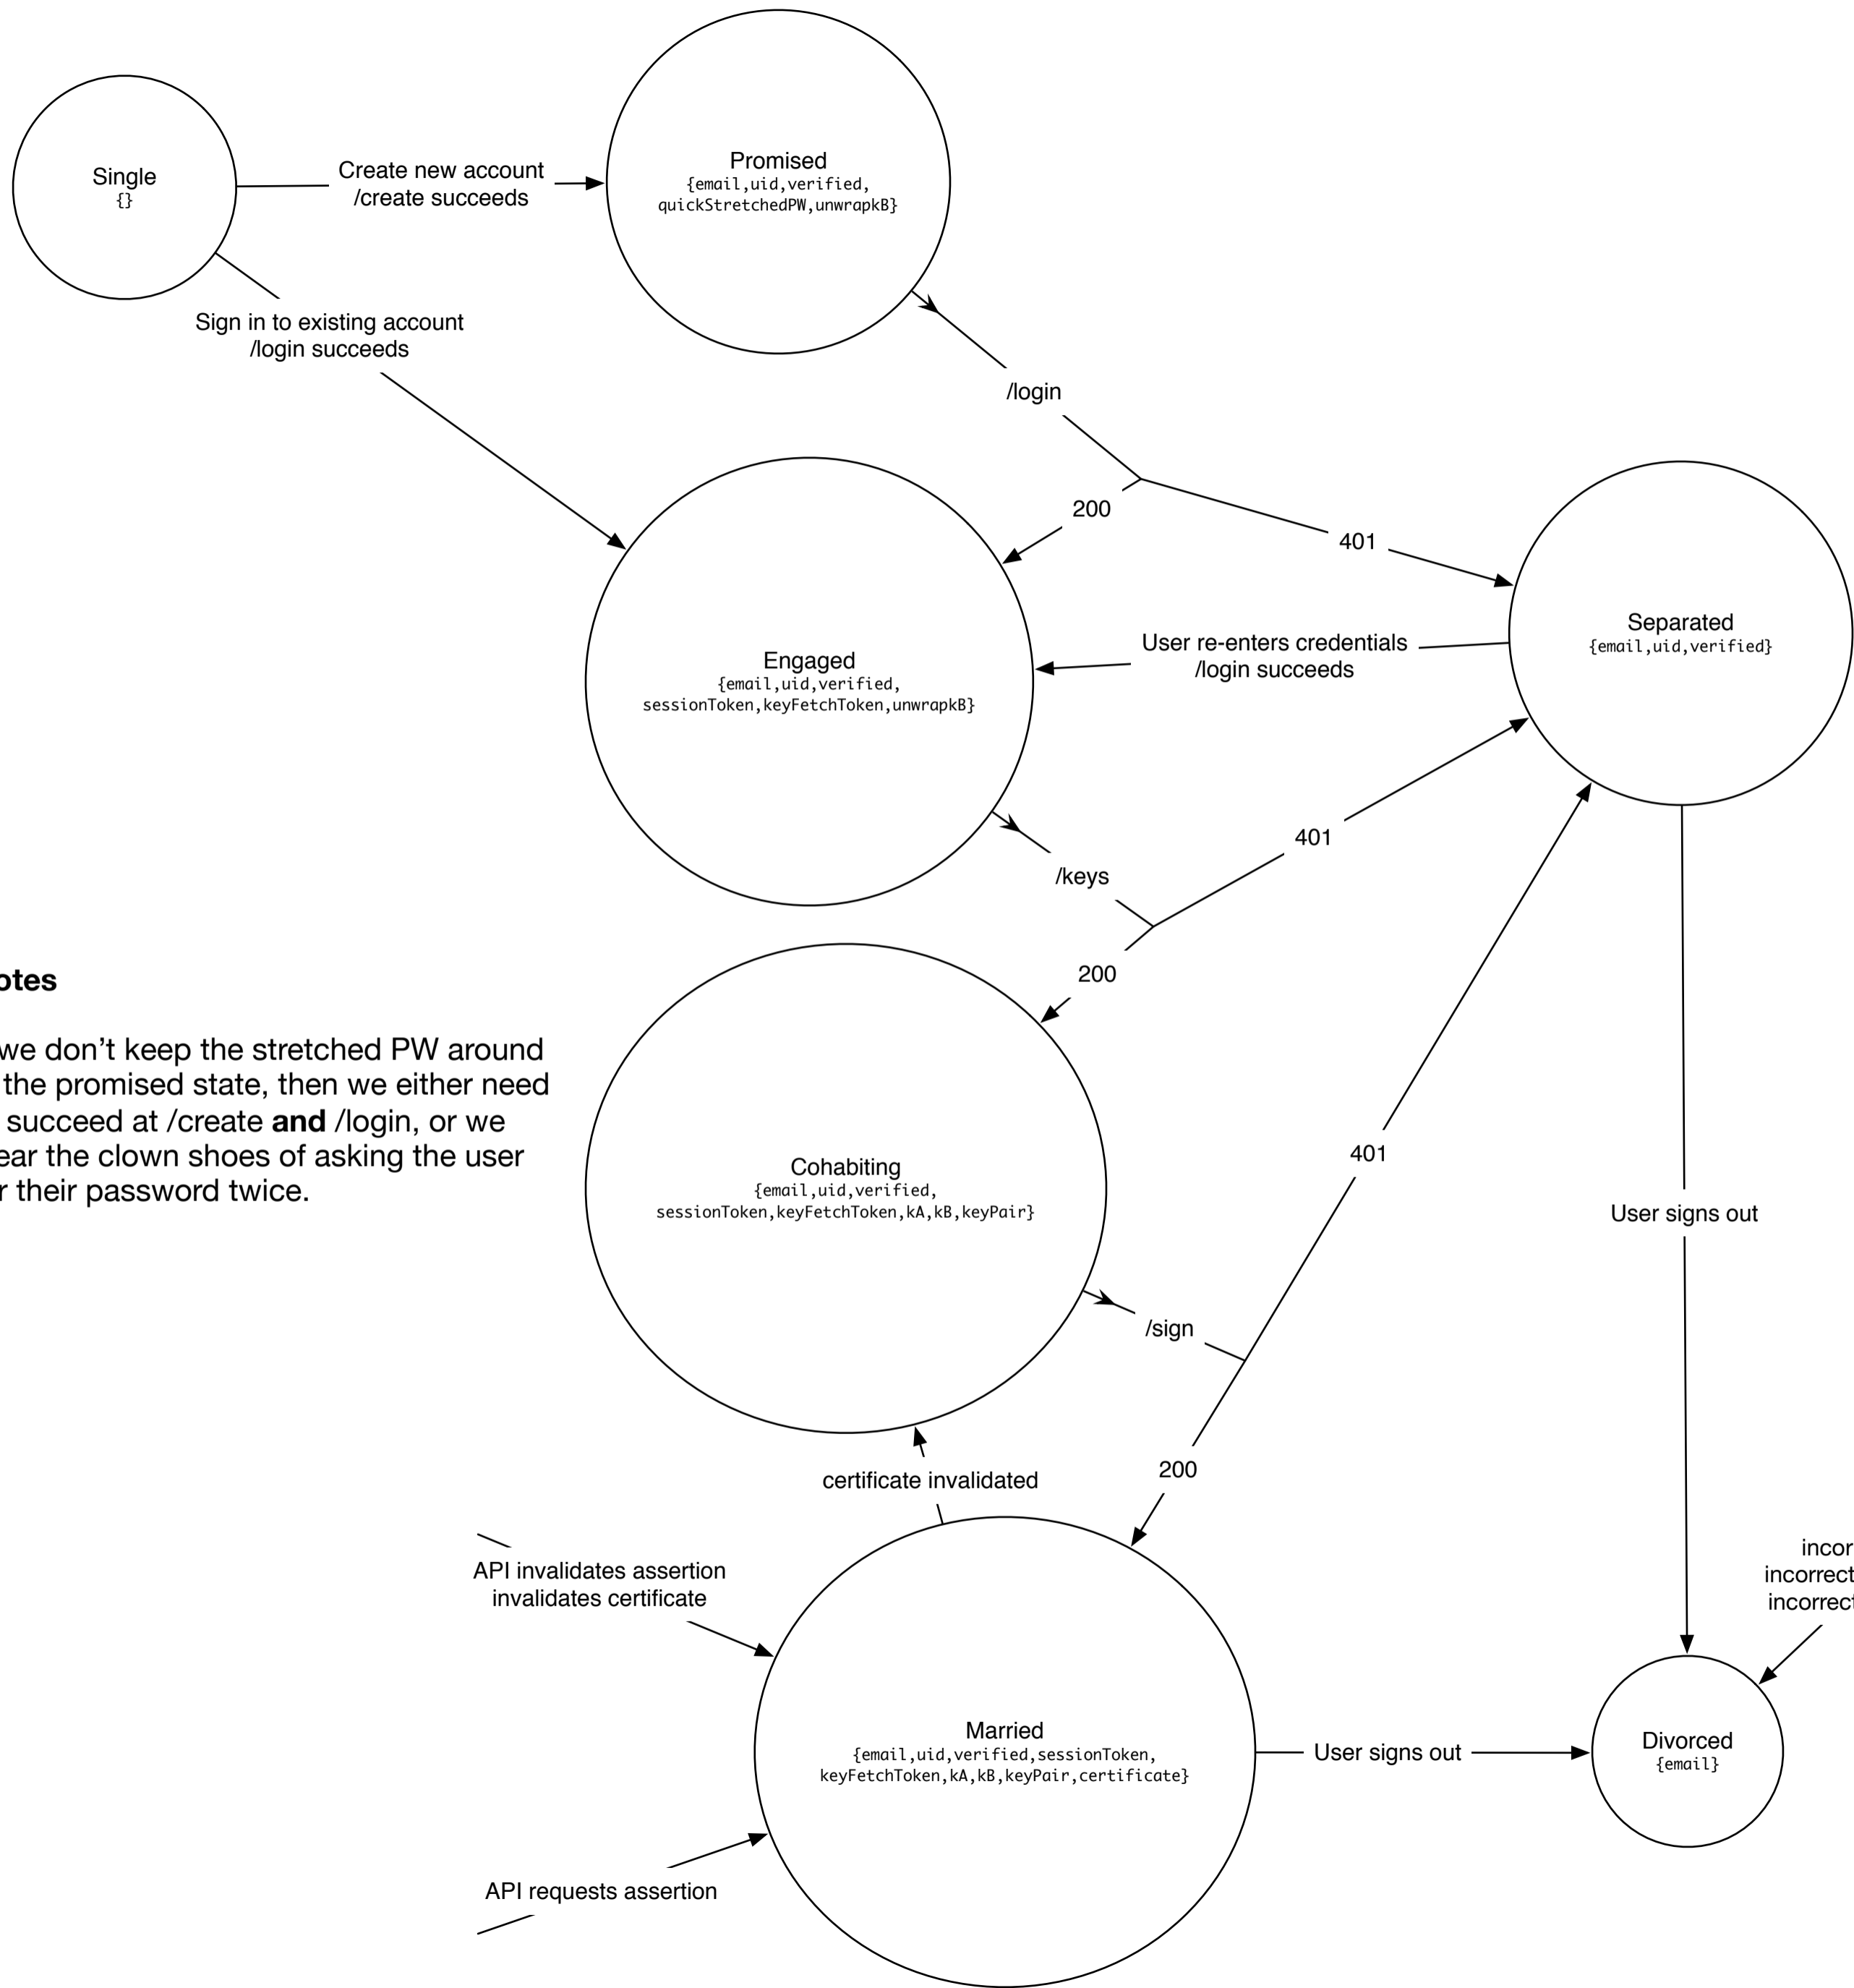 Single
{}
Create new account
/create succeeds
Promised
{email,uid,verified,
quickStretchedPW,unwrapkB}
Sign in to existing account
/login succeeds
/login
200
401
Engaged
{email,uid,verified,
sessionToken,keyFetchToken,unwrapkB}
User re-enters credentials
/login succeeds
Separated
{email,uid,verified}
/keys
401
200
otes
we don't keep the stretched PW around
the promised state, then we either need
succeed at /create and /login, or we
ear the clown shoes of asking the user
r their password twice.
Cohabiting
{email,uid,verified,
sessionToken,keyFetchToken,kA,kB,keyPair}
401
User signs out
/sign
200
certificate invalidated
API invalidates assertion
invalidates certificate
incor
incorrect
incorrect
Married
{email,uid,verified,sessionToken,
keyFetchToken,kA,kB,keyPair,certificate}
User signs out
Divorced
{email}
API requests assertion